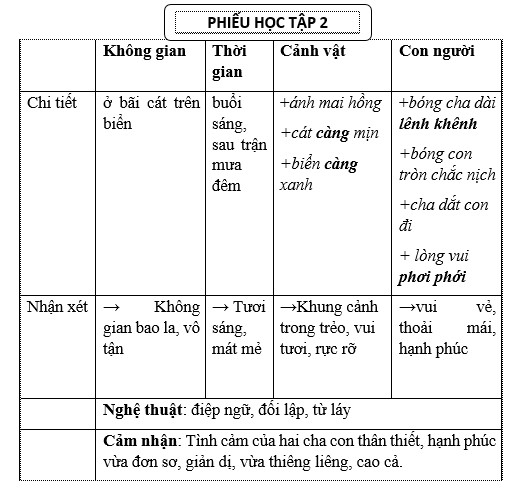 PHIẾU HỌC TẬP 2
Không gian
Thời
gian
Cảnh vật
Con người
Chi tiết
ở bãi cát trên
biển
buổi
sáng,
sau trận
mưa
đêm
+ánh mai hồng
+cát càng mịn
+biển càng
xanh
+bóng cha dài
lênh khênh
+bóng con
tròn chắc nịch
+cha dắt con
đi
+ lòng vui
phơi phới
Nhận xét
→ Không
gian bao la, vô
tận
→ Tươi
sáng,
mát mẻ
→Khung cảnh
trong trẻo, vui
tươi, rực rỡ
→vui vẻ,
thoải mái,
hạnh phúc
Nghệ thuật: điệp ngữ, đối lập, từ láy
Cảm nhận: Tình cảm của hai cha con thân thiết, hạnh phúc
vừa đơn sơ, giản dị, vừa thiêng liêng, cao cả.